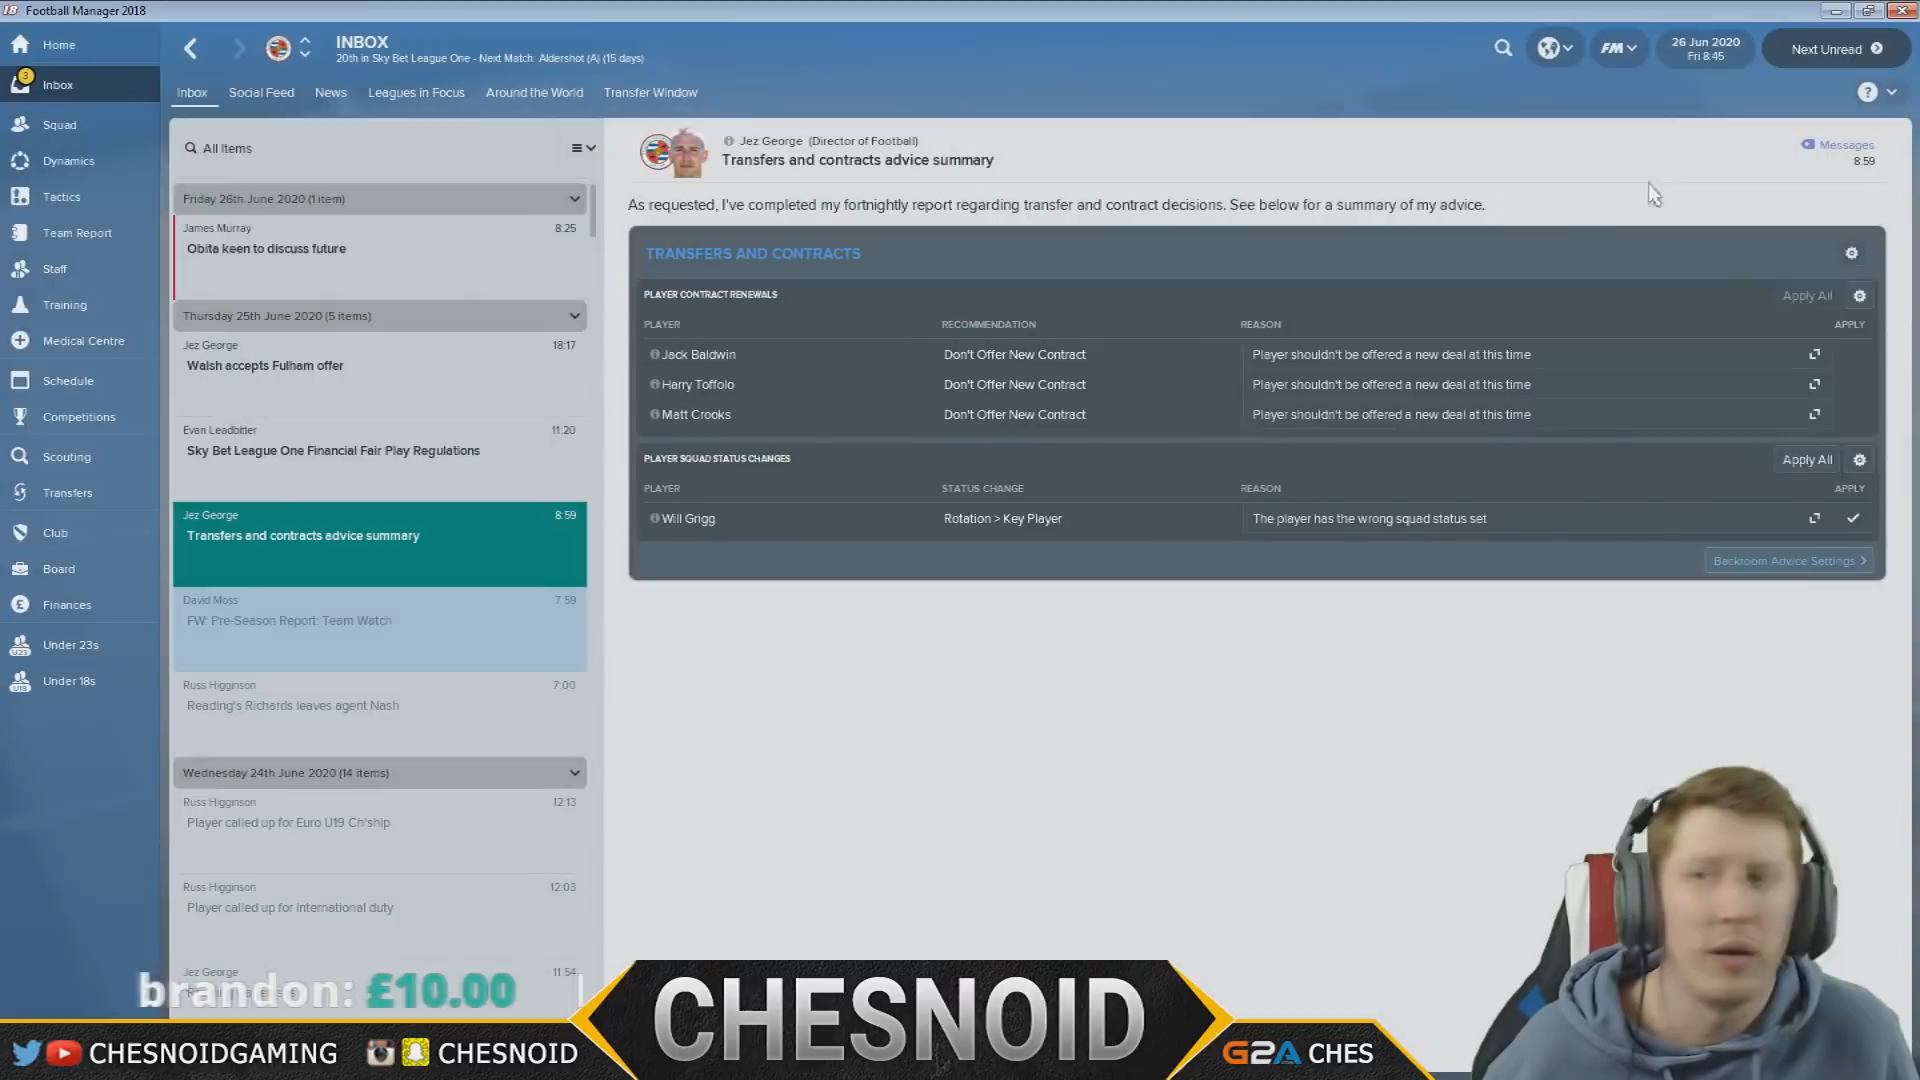 18 Football Manager 2018
Home
3
Inbox
Squad
Dynamics
Tactics
Team Report
Staff
Training
Medical Centre
Schedule
Competitions
Scouting
Transfers
Club
Board
Finances
Under 23s
U23
Under 18s
U18
INBOX
20th in Sky Bet League One - Next Match: Aldershot (A) (15 days)
FM
26 Jun 2020
Fri 8:45
Next Unread
Inbox Social Feed News Leagues in Focus Around the World Transfer Window
?
All Items
Friday 26th June 2020 (1 item)
James Murray 8:25
Obita keen to discuss future
Thursday 25th June 2020 (5 items)
Jez George 18:17
Walsh accepts Fulham offer
Evan Leadbitter 11:20
Sky Bet League One Financial Fair Play Regulations
Jez George 8:59
Transfers and contracts advice summary
David Moss 7:59
FW: Pre-Season Report: Team Watch
Russ Higginson 7:00
Reading's Richards leaves agent Nash
Wednesday 24th June 2020 (14 items)
Russ Higginson 12:13
Player called up for Euro U19 Ch'ship
Russ Higginson 12:03
Player called up for international duty
Jez George 11:54
Jez George (Director of Football)
Transfers and contracts advice summary
Messages
8:59
As requested, I've completed my fortnightly report regarding transfer and contract decisions. See below for a summary of my advice.
TRANSFERS AND CONTRACTS
PLAYER CONTRACT RENEWALS Apply All
PLAYER RECOMMENDATION REASON APPLY
Jack Baldwin Don't Offer New Contract Player shouldn't be offered a new deal at this time
Harry Toffolo Don't Offer New Contract Player shouldn't be offered a new deal at this time
Matt Crooks Don't Offer New Contract Player shouldn't be offered a new deal at this time
PLAYER SQUAD STATUS CHANGES Apply All
PLAYER STATUS CHANGE REASON APPLY
Will Grigg Rotation > Key Player The player has the wrong squad status set
Backroom Advice Settings >
brandon: £10.00
CHESNOIDGAMING
CHESNOID
CHESNOID
G2A CHES